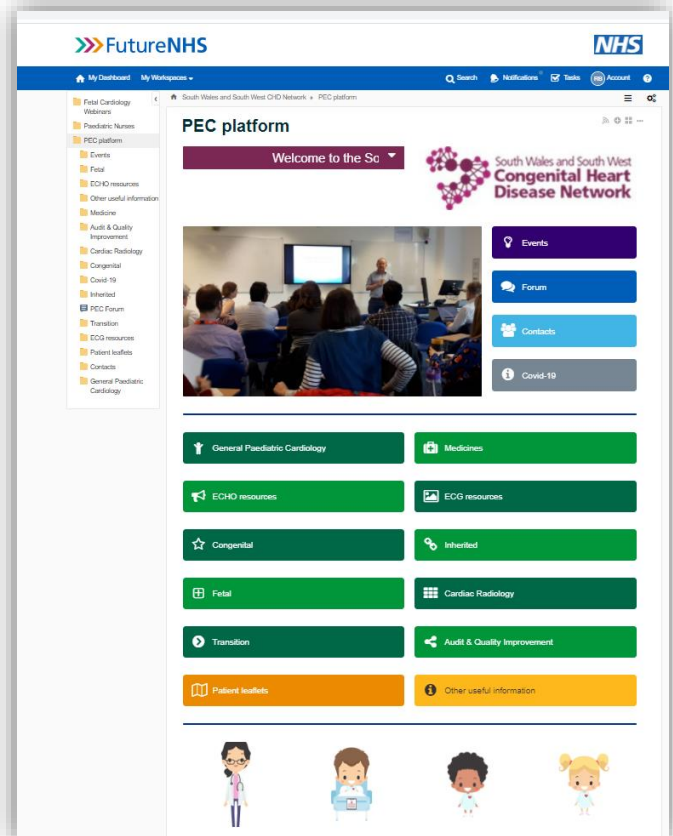 FutureNHS
NHS
My Dashboard My Workspaces
Search Notifications Tasks RB Account
South Wales and South West CHD Network » PEC platform
Fetal Cardiology
Webinars
Paediatric Nurses
PEC platform
Events
Fetal
ECHO resources
Other useful information
Medicine
Audit & Quality
Improvement
Cardiac Radiology
Congenital
Covid-19
Inherited
PEC Forum
Transition
ECG resources
Patient leaflets
Contacts
General Paediatric
Cardiology
PEC platform
Welcome to the Sc
South Wales and South West
Congenital Heart
Disease Network
Events
Forum
Contacts
Covid-19
General Paediatric Cardiology
Medicines
ECHO resources
ECG resources
Congenital
Inherited
Fetal
Cardiac Radiology
Transition
Audit & Quality Improvement
Patient leaflets
Other useful information